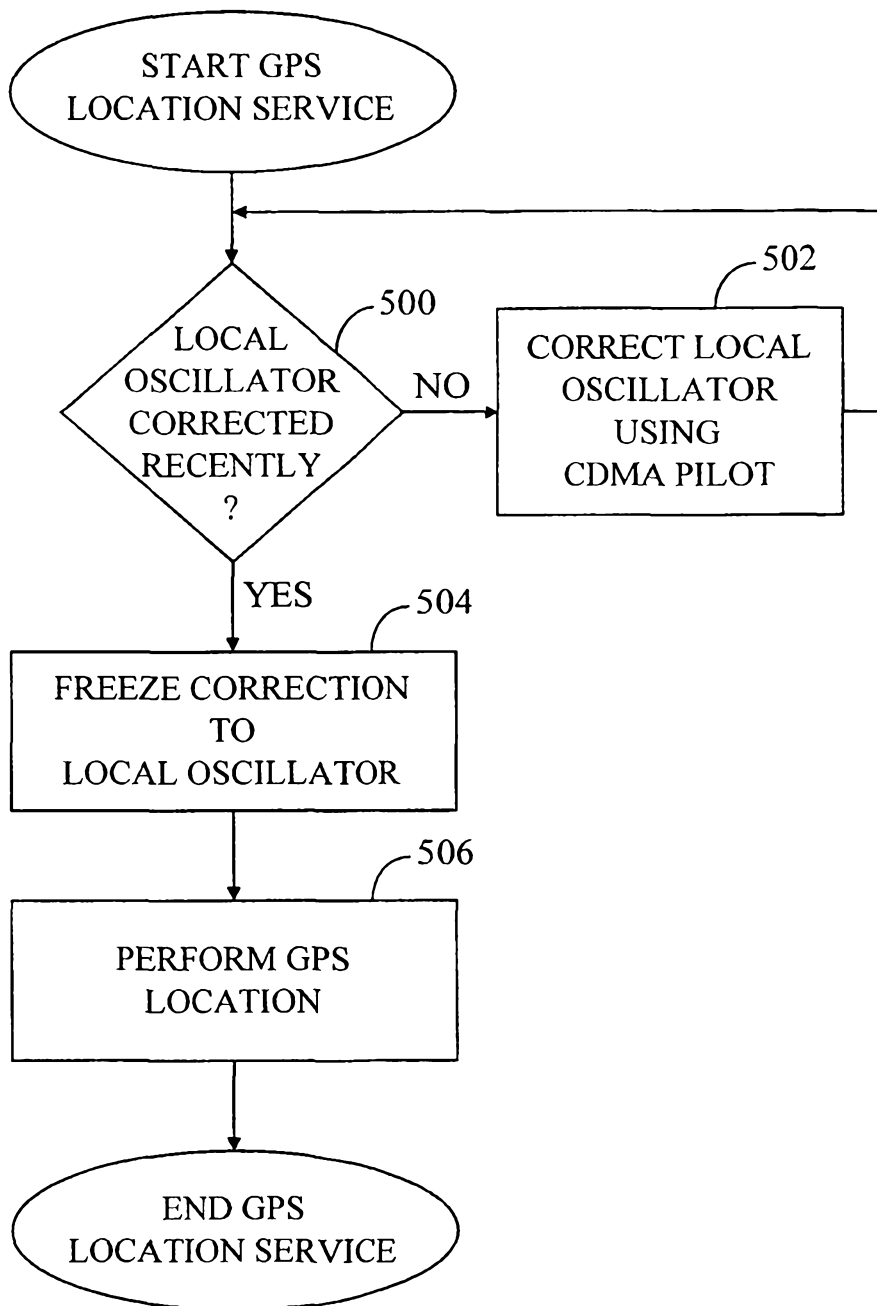 START GPS
LOCATION SERVICE
500
LOCAL
OSCILLATOR
CORRECTED
RECENTLY
?
NO
502
CORRECT LOCAL
OSCILLATOR
USING
CDMA PILOT
YES
504
FREEZE CORRECTION
TO
LOCAL OSCILLATOR
506
PERFORM GPS
LOCATION
END GPS
LOCATION SERVICE